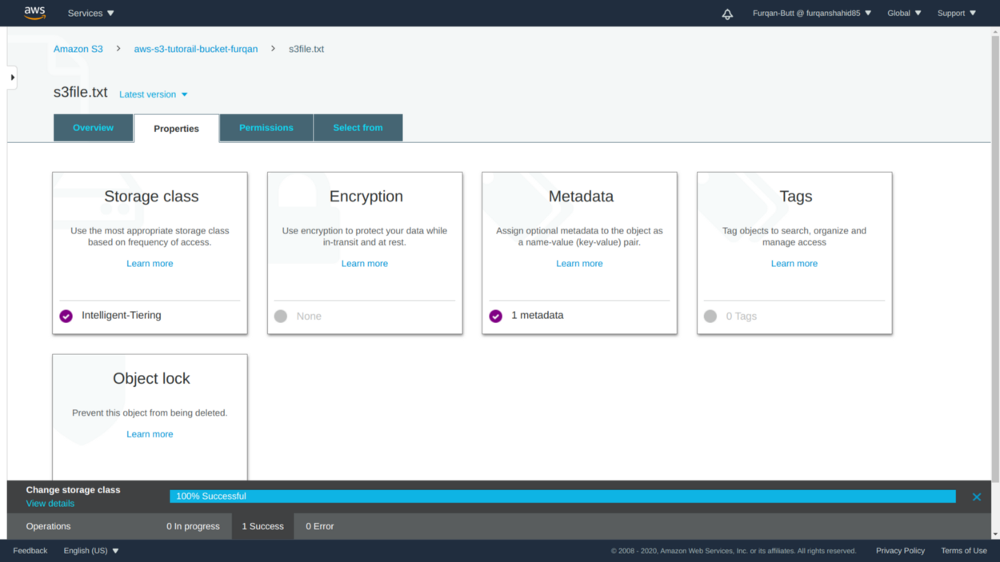 aws
Services
Furqan-Butt @ furqanshahid85
Global
Support
Amazon S3 > aws-s3-tutorail-bucket-furqan > s3file.txt
s3file.txt
Latest version
Overview
Properties
Permissions
Select from
Storage class
Use the most appropriate storage class
based on frequency of access.
Learn more
Intelligent-Tiering
Encryption
Use encryption to protect your data while
in-transit and at rest.
Learn more
None
Metadata
Assign optional metadata to the object as
a name-value (key-value) pair.
Learn more
1 metadata
Tags
Tag objects to search, organize and
manage access
Learn more
0 Tags
Object lock
Prevent this object from being deleted.
Learn more
Change storage class
View details
100% Successful
Operations
0 In progress
1 Success
0 Error
Feedback
English (US)
© 2008 - 2020, Amazon Web Services, Inc. or its affiliates. All rights reserved.
Privacy Policy
Terms of Use